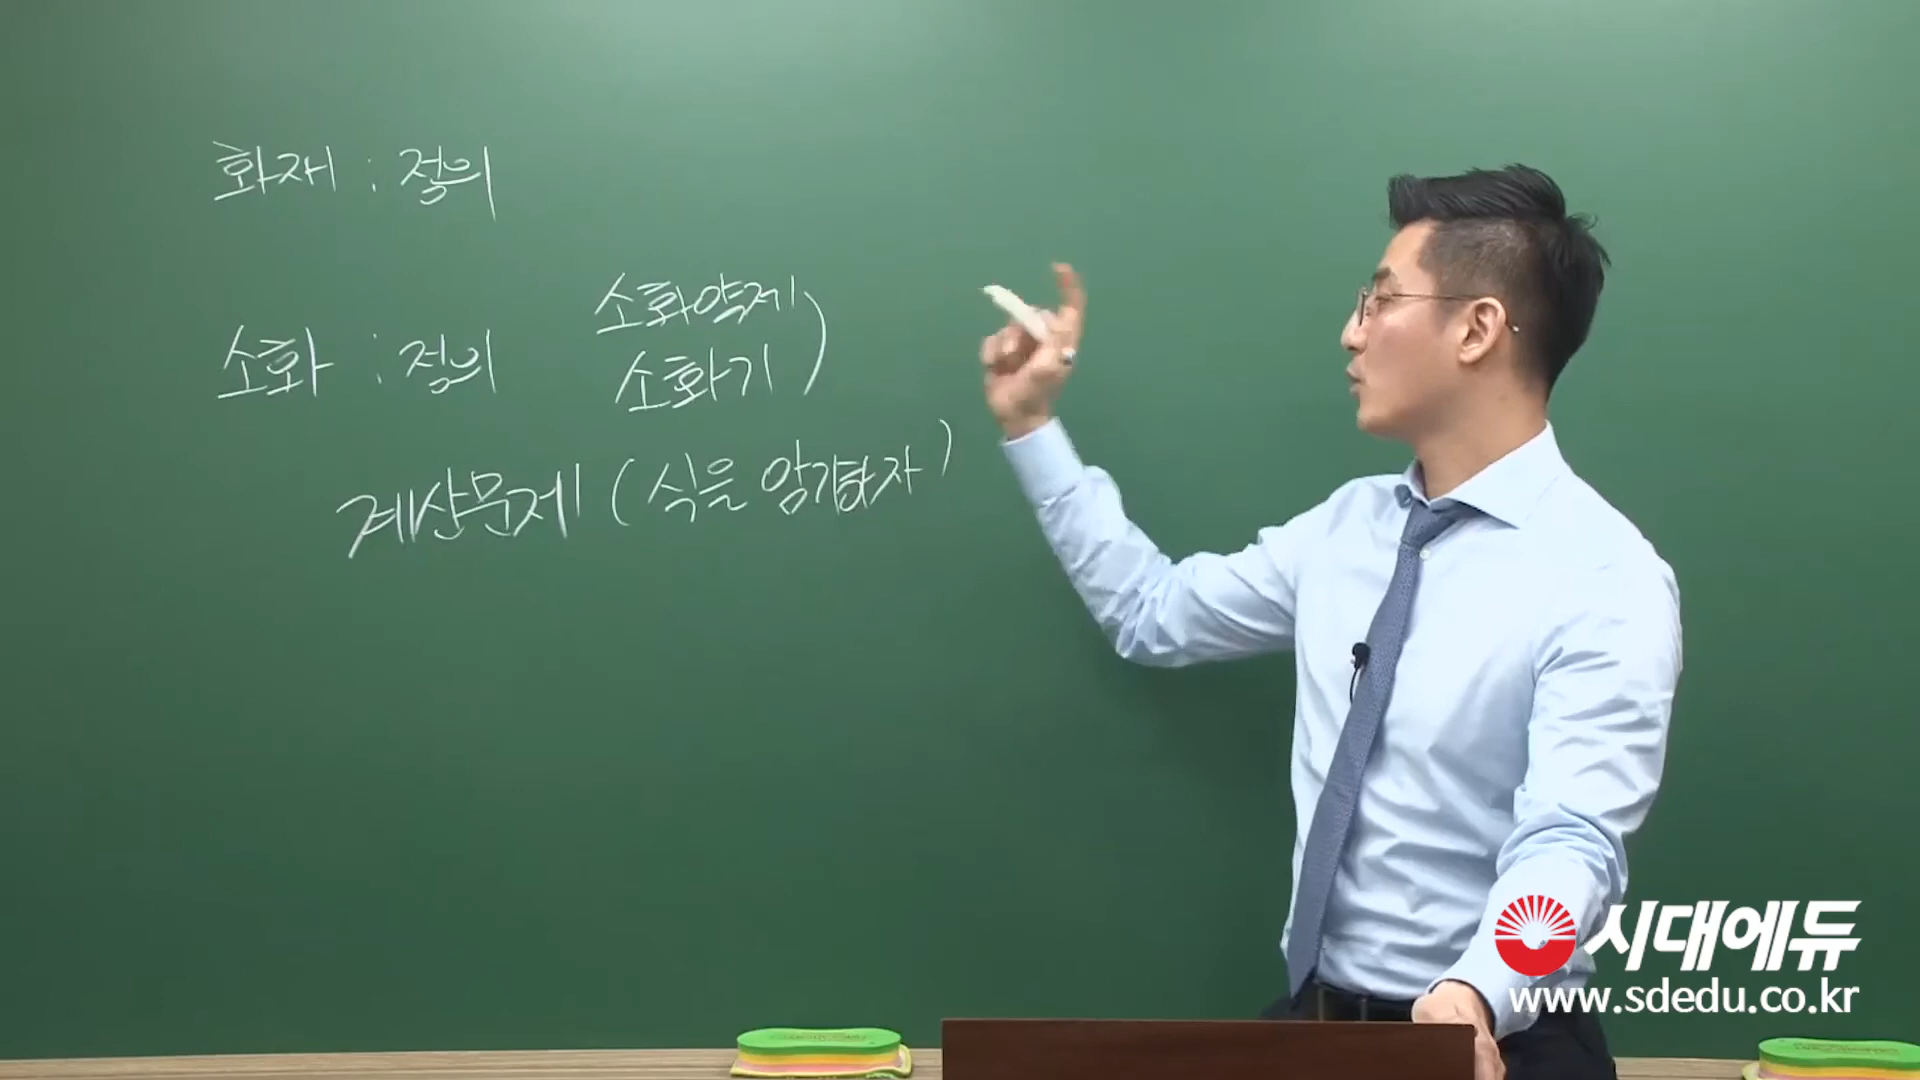 화재 : 정의
소화 : 정의
소화약제
소화기 )
계산문제 ( 식을 암기하자 )
시대에듀
www.sdedu.co.kr